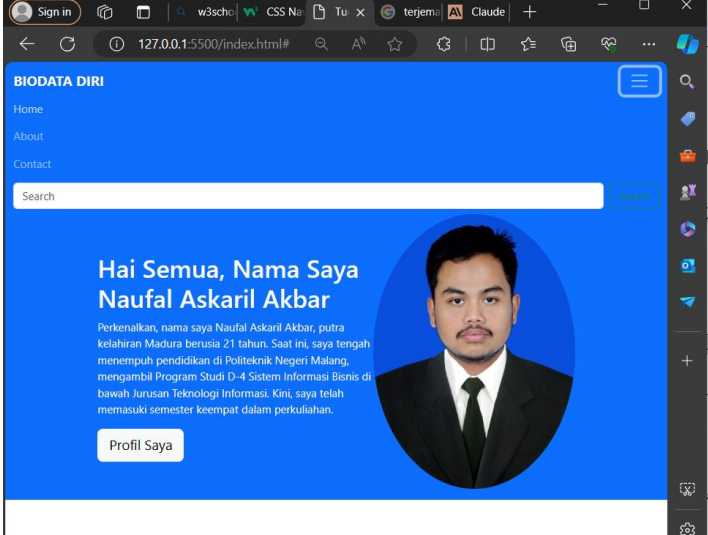 Sign in
w3scho
CSS Na
Tu
terjema
Claude
127.0.0.1:5500/index.html#
BIODATA DIRI
Home
About
Contact
Search
Search
Hai Semua, Nama Saya
Naufal Askaril Akbar
Perkenalkan, nama saya Naufal Askaril Akbar, putra
kelahiran Madura berusia 21 tahun. Saat ini, saya tengah
menempuh pendidikan di Politeknik Negeri Malang,
mengambil Program Studi D-4 Sistem Informasi Bisnis di
bawah Jurusan Teknologi Informasi. Kini, saya telah
memasuki semester keempat dalam perkuliahan.
Profil Saya